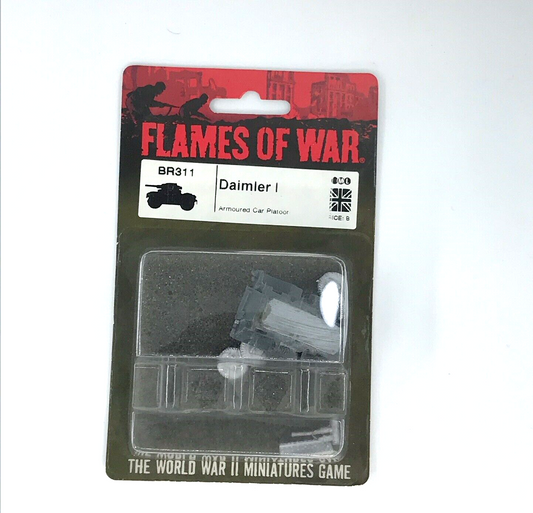 FLAMES OF WAR
BR311
Daimler I
Armoured Car Platoon
THE WORLD WAR II MINIATURES GAME